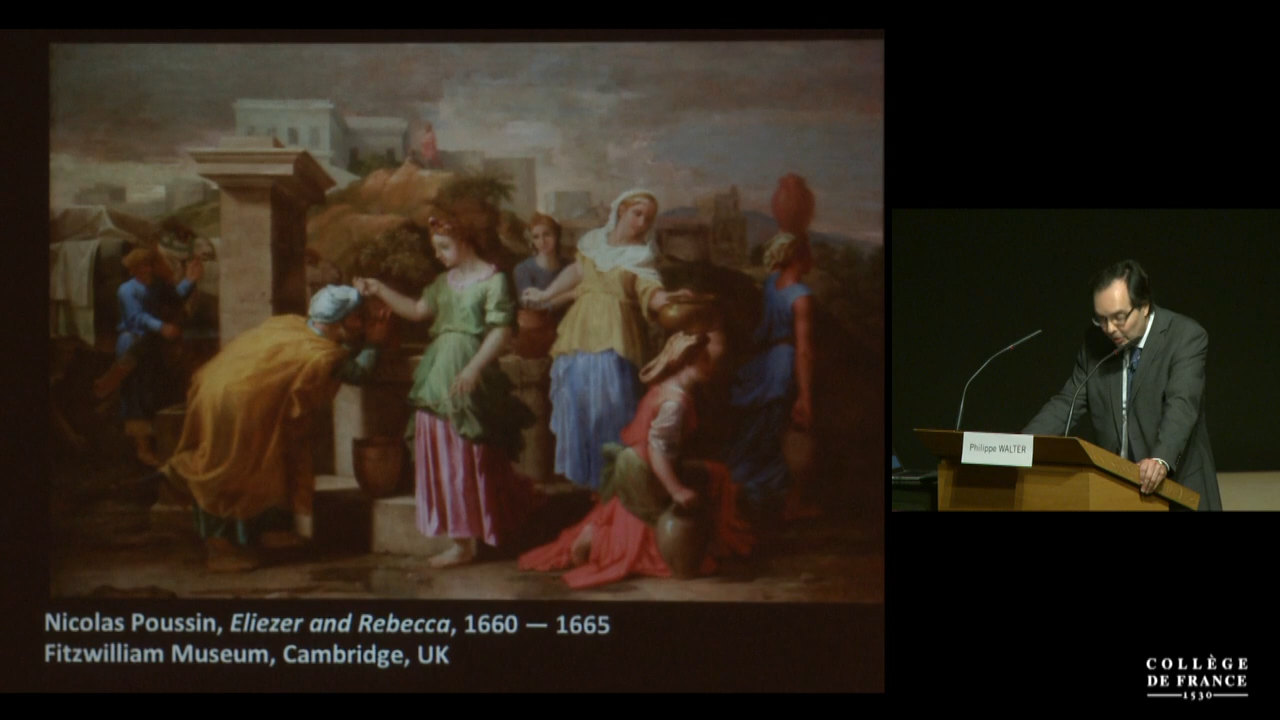 Nicolas Poussin, Eliezer and Rebecca, 1660 — 1665
Fitzwilliam Museum, Cambridge, UK
Philippe WALTER
COLLÈGE
DE FRANCE
1530